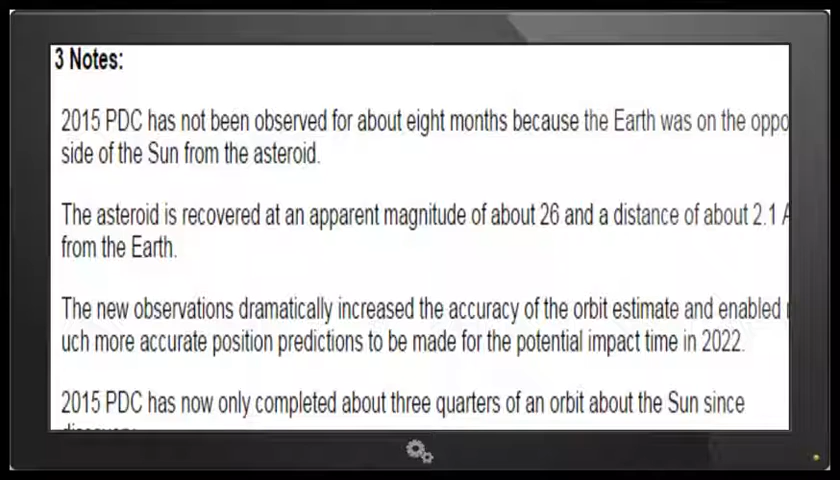 3 Notes:
2015 PDC has not been observed for about eight months because the Earth was on the oppo
side of the Sun from the asteroid.
The asteroid is recovered at an apparent magnitude of about 26 and a distance of about 2.1 A
from the Earth.
The new observations dramatically increased the accuracy of the orbit estimate and enabled
uch more accurate position predictions to be made for the potential impact time in 2022.
2015 PDC has now only completed about three quarters of an orbit about the Sun since